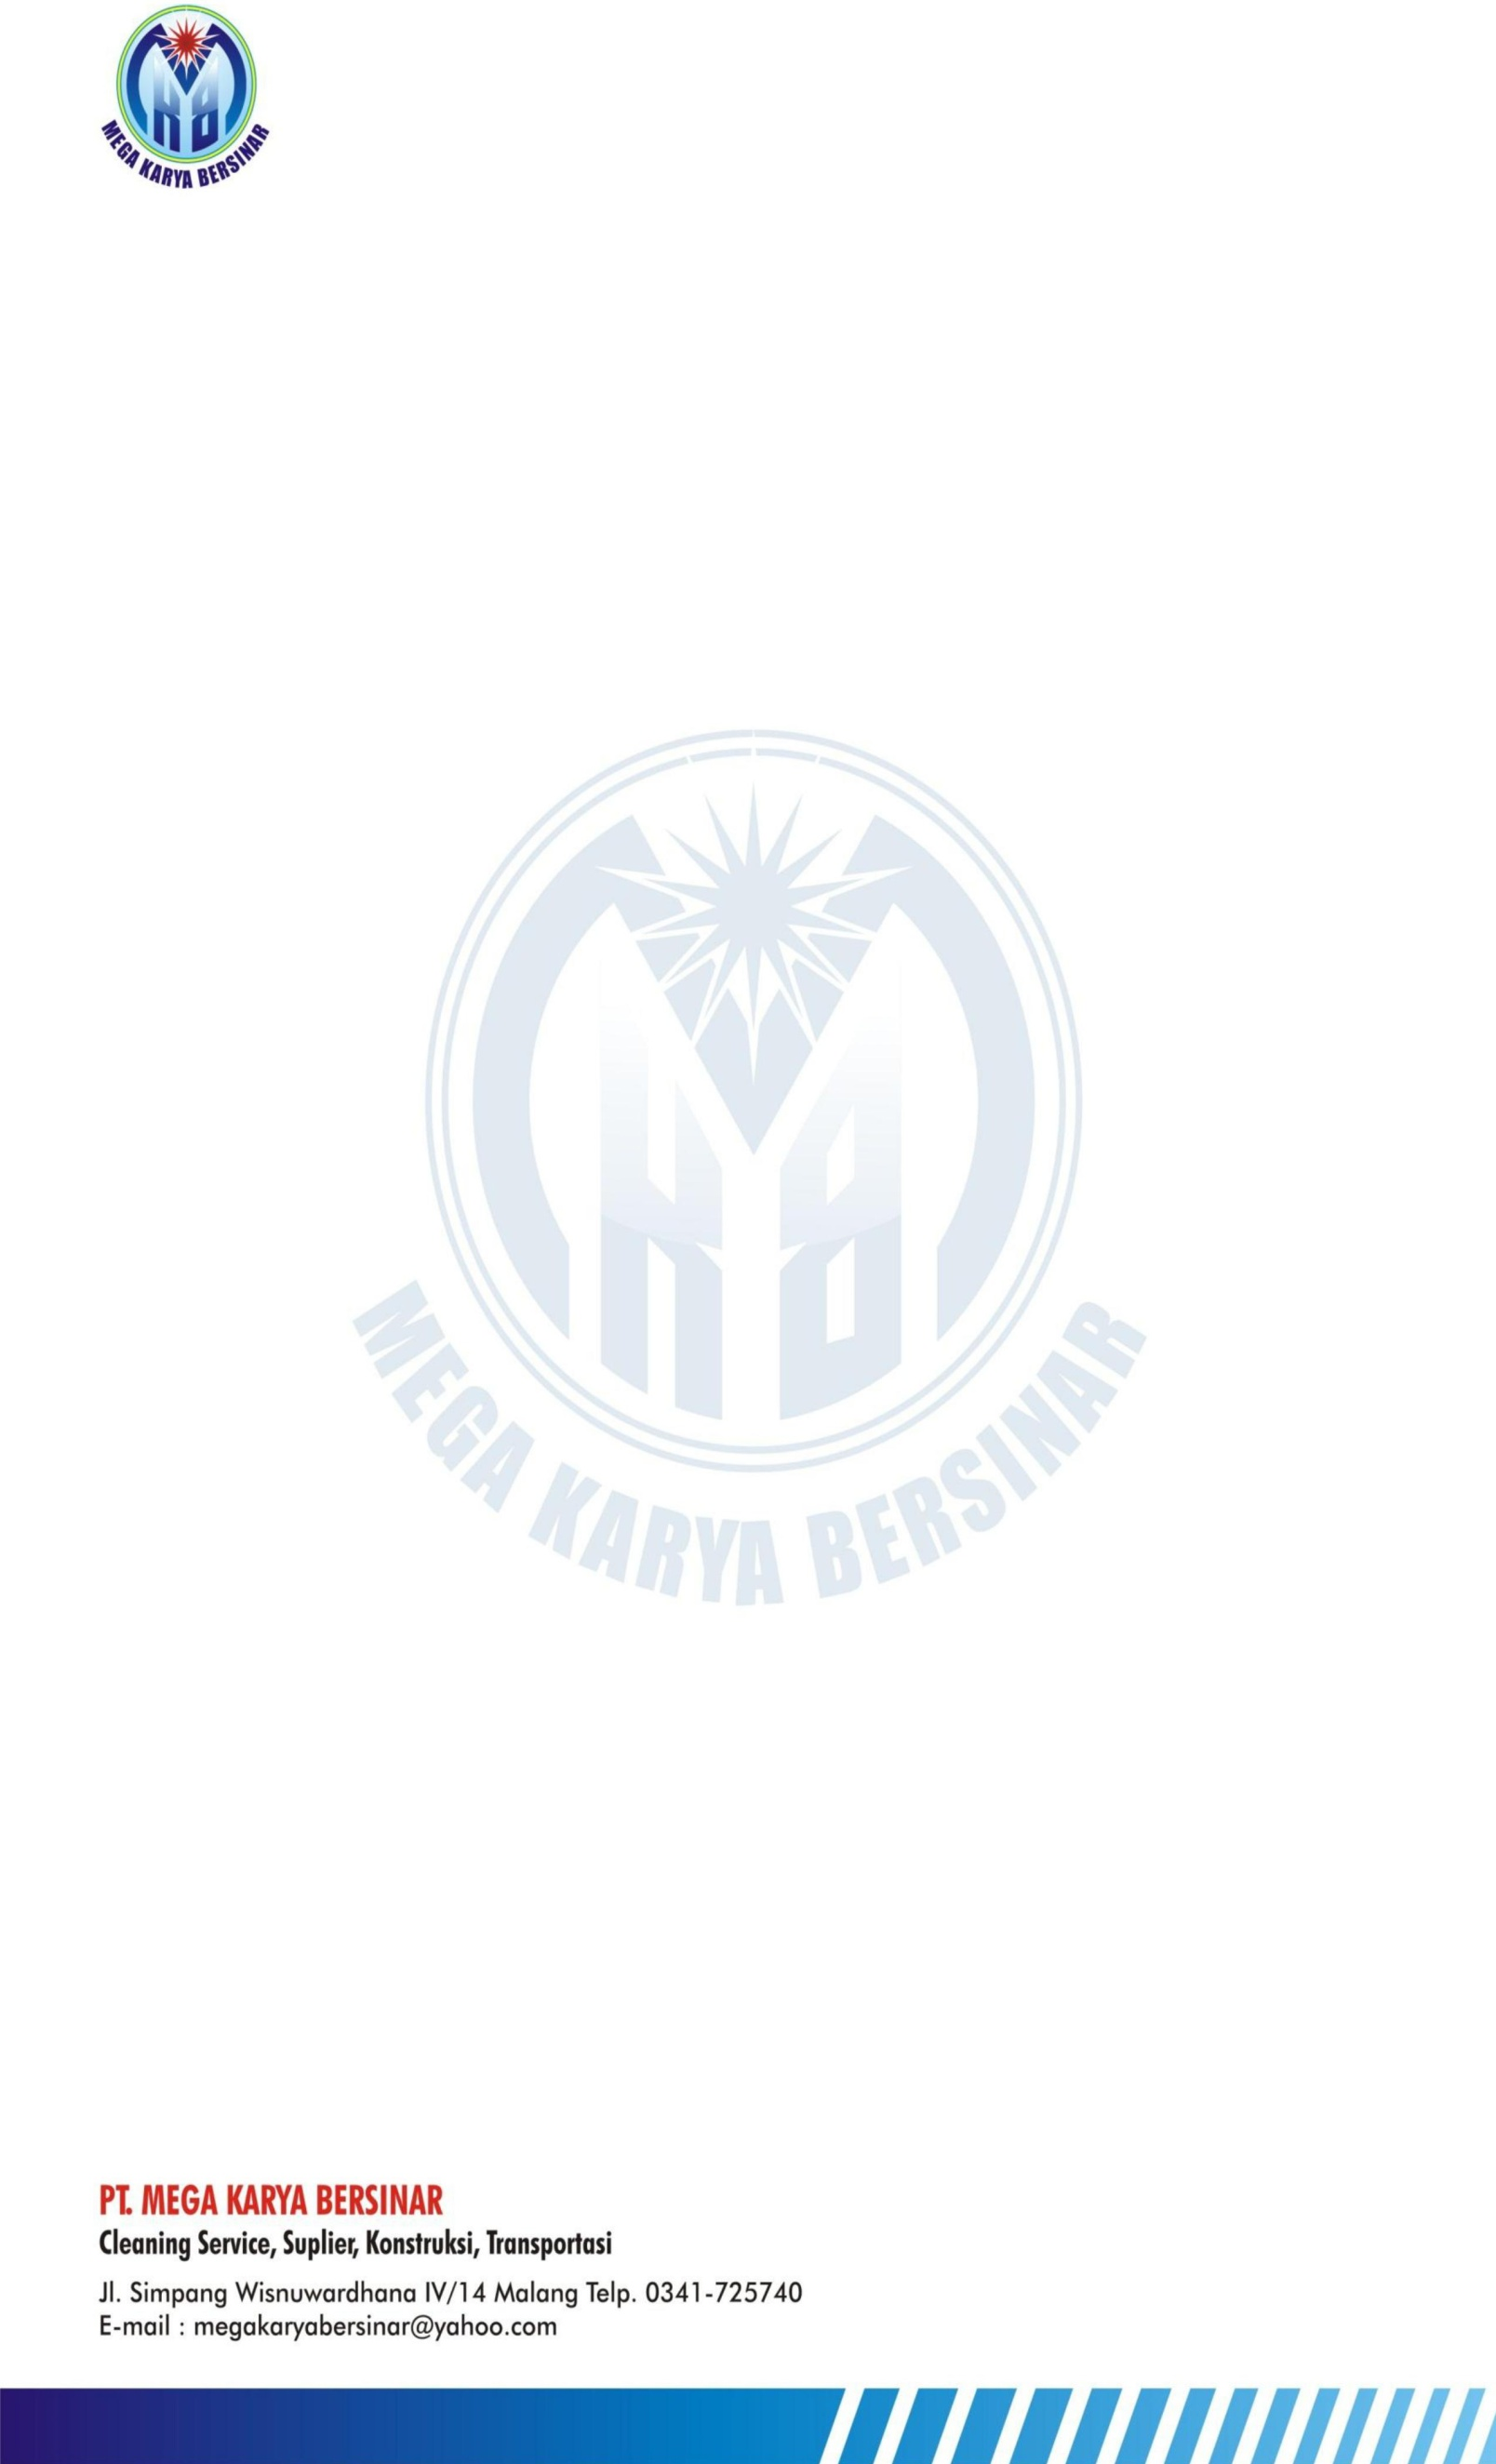 MEGA KARYA BERSINAR
MEGA KARYA BERSINAR
PT. MEGA KARYA BERSINAR
Cleaning Service, Suplier, Konstruksi, Transportasi
Jl. Simpang Wisnuwardhana IV/14 Malang Telp. 0341-725740
E-mail : megakaryabersinar@yahoo.com